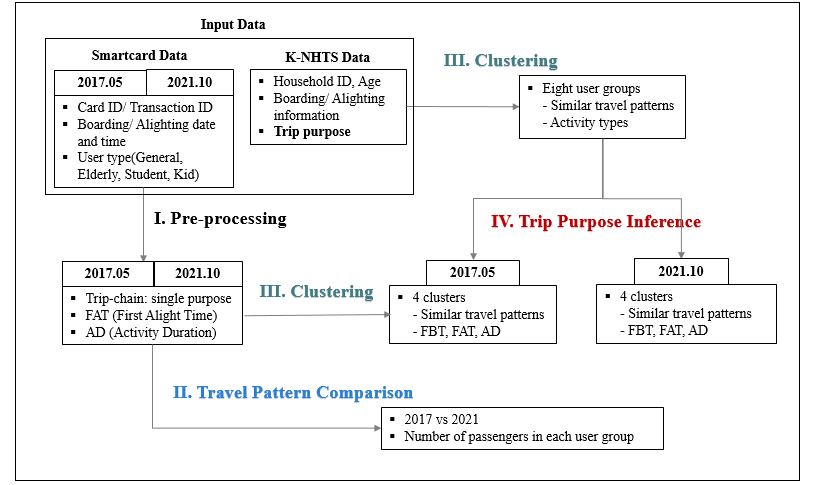 Input Data
Smartcard Data
2017.05
2021.10
▪ Card ID/ Transaction ID
▪ Boarding/ Alighting date
and time
▪ User type(General,
Elderly, Student, Kid)
K-NHTS Data
▪ Household ID, Age
▪ Boarding/ Alighting
information
▪ Trip purpose
III. Clustering
▪ Eight user groups
- Similar travel patterns
- Activity types
I. Pre-processing
IV. Trip Purpose Inference
2017.05
2021.10
▪ Trip-chain: single purpose
▪ FAT (First Alight Time)
▪ AD (Activity Duration)
III. Clustering
2017.05
▪ 4 clusters
- Similar travel patterns
- FBT, FAT, AD
2021.10
▪ 4 clusters
- Similar travel patterns
- FBT, FAT, AD
II. Travel Pattern Comparison
▪ 2017 vs 2021
▪ Number of passengers in each user group